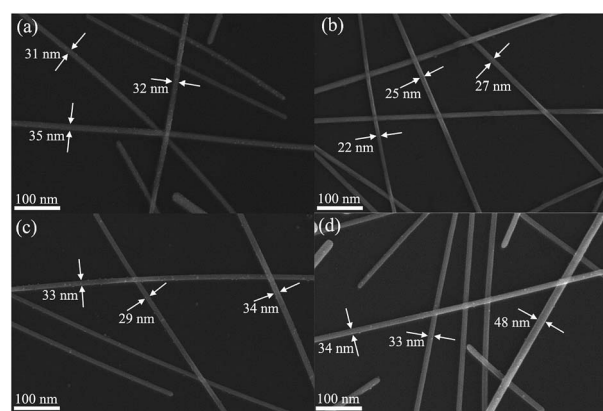 (a)
31 nm
32 nm
35 nm
100 nm
(b)
25 nm
27 nm
22 nm
100 nm
(c)
33 nm
29 nm
34 nm
100 nm
(d)
34 nm
33 nm
48 nm
100 nm